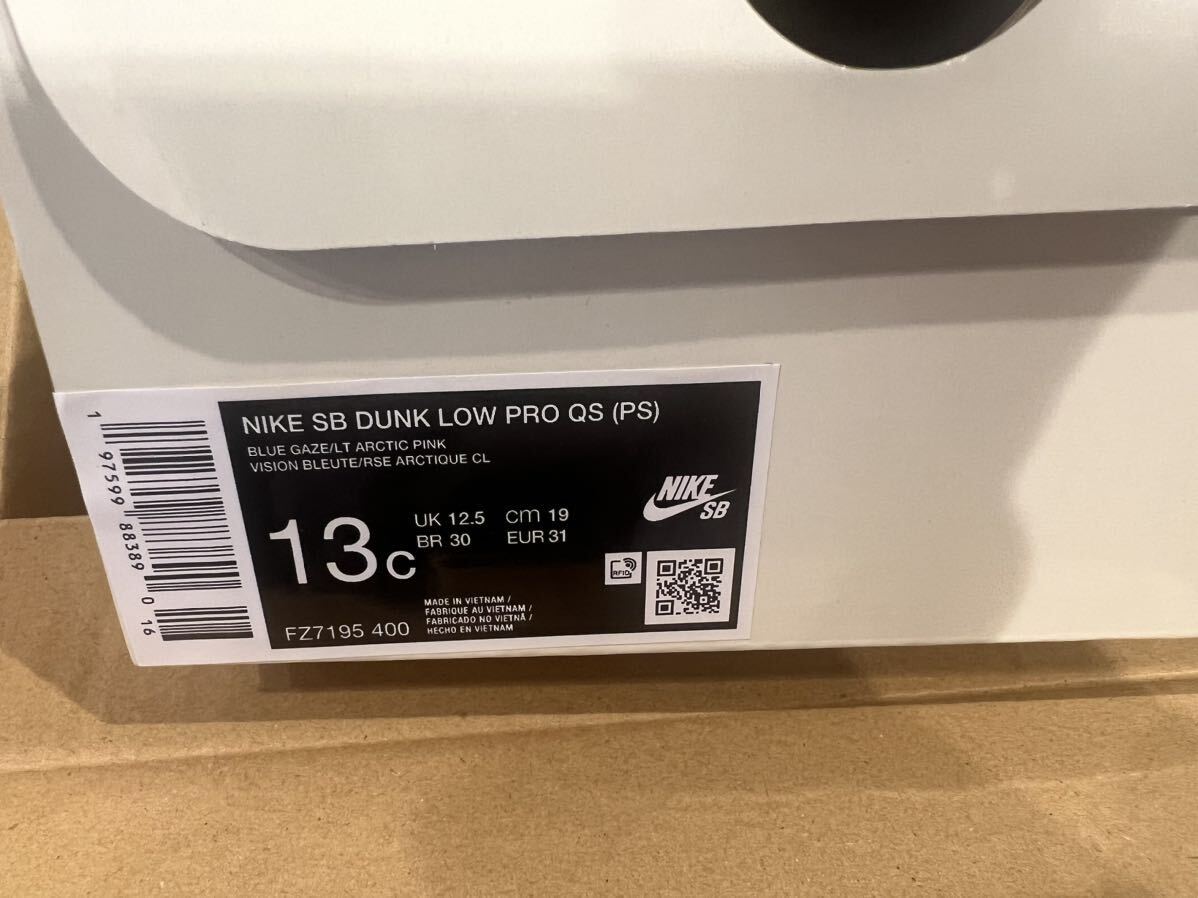 NIKE SB DUNK LOW PRO QS (PS)
BLUE GAZE/LT ARCTIC PINK
VISION BLEUTE/RSE ARCTIQUE CL
13C
UK 12.5 cm 19
BR 30 EUR 31
NIKE
SB
RFID
MADE IN VIETNAM /
FABRIQUE AU VIETNAM /
FABRICADO NO VIETNÃ /
HECHO EN VIETNAM
FZ7195 400
1 97599 88389 0 16